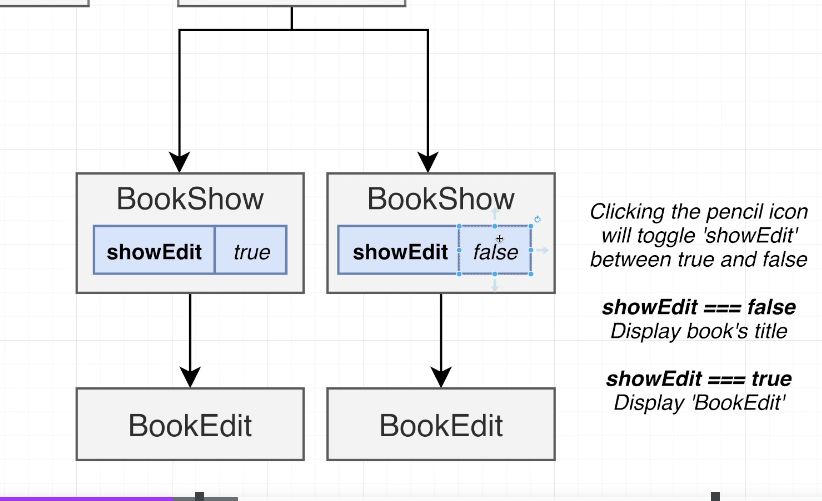 BookShow
showEdit true
BookShow
showEdit false
BookEdit
BookEdit
Clicking the pencil icon
will toggle 'showEdit'
between true and false
showEdit === false
Display book's title
showEdit === true
Display 'BookEdit'